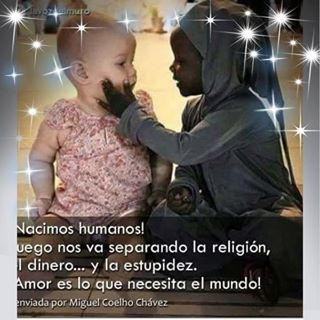 lavozdelmuro
Nacimos humanos!
uego nos va separando la religión,
l dinero... y la estupidez.
Amor es lo que necesita el mundo!
enviada por Miguel Coelho Chávez